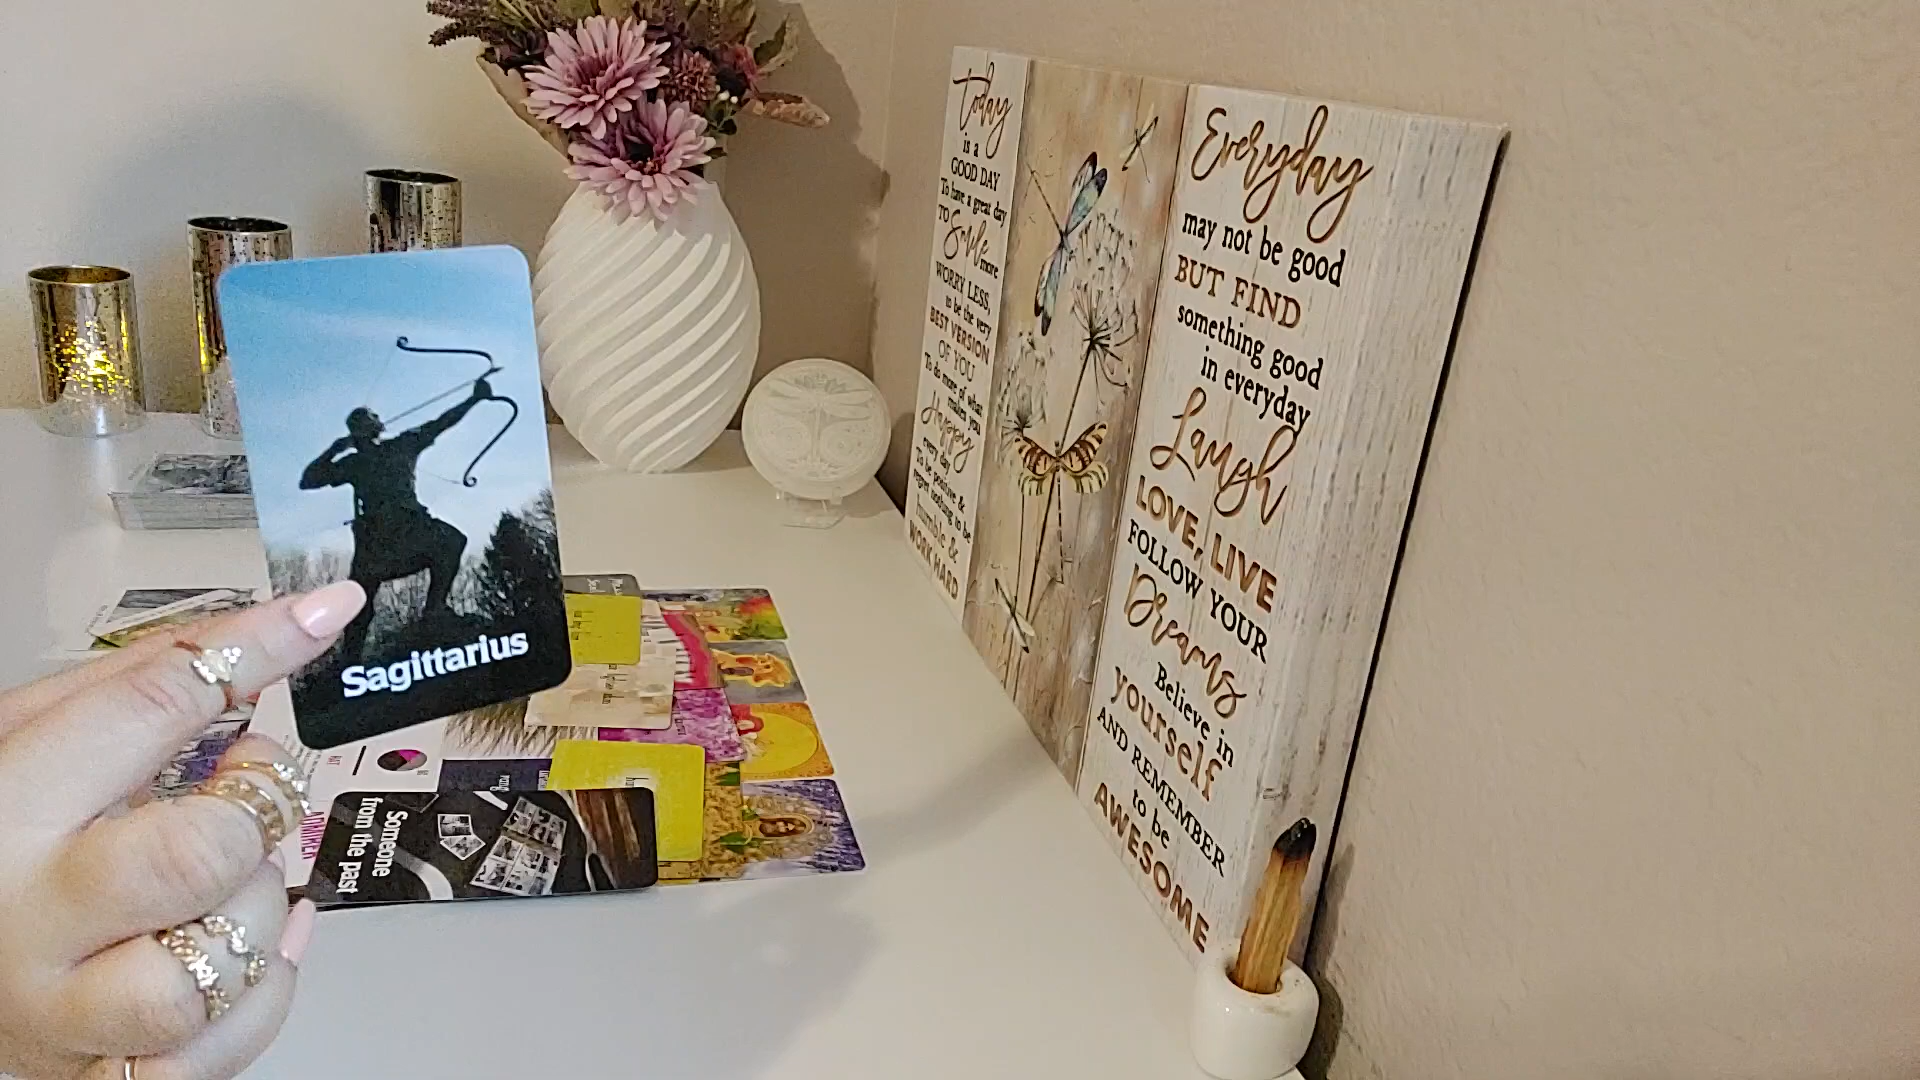 Sagittarius
Someone
from the past
Today
is a
GOOD DAY
To have a great day
TO Smile more
WORRY LESS,
to be the very
BEST VERSION
OF YOU
To do more of what
makes you
Happy
every day
To be positive &
regret nothing to be
humble &
WORK HARD
Everyday
may not be good
BUT FIND
something good
in everyday
Laugh
LOVE, LIVE
FOLLOW YOUR
Dreams
Believe in
yourself
AND REMEMBER
to be
AWESOME